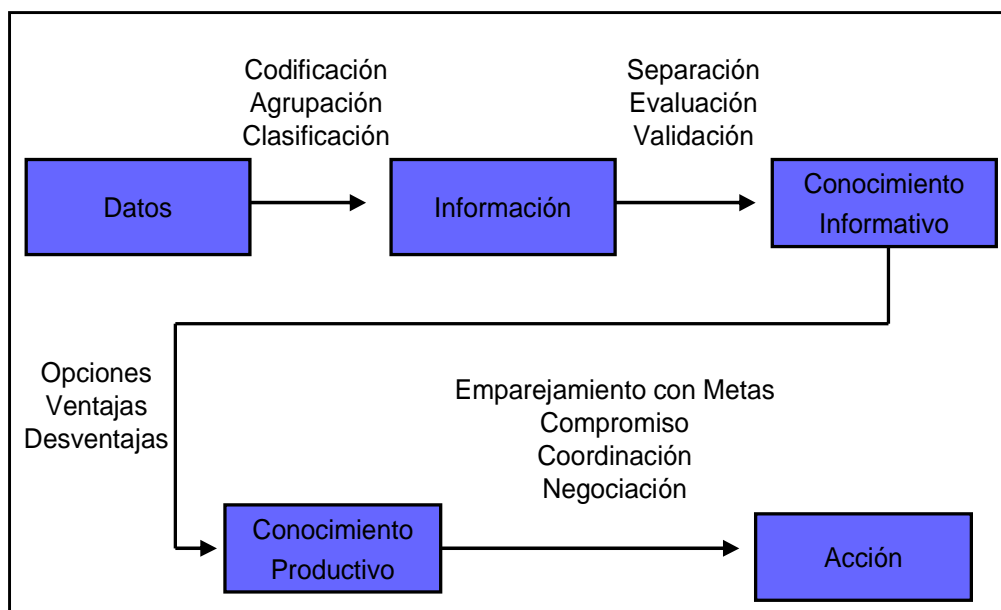 Codificación
Agrupación
Clasificación
Separación
Evaluación
Validación
Datos
Información
Conocimiento
Informativo
Opciones
Ventajas
Desventajas
Emparejamiento con Metas
Compromiso
Coordinación
Negociación
Conocimiento
Productivo
Acción